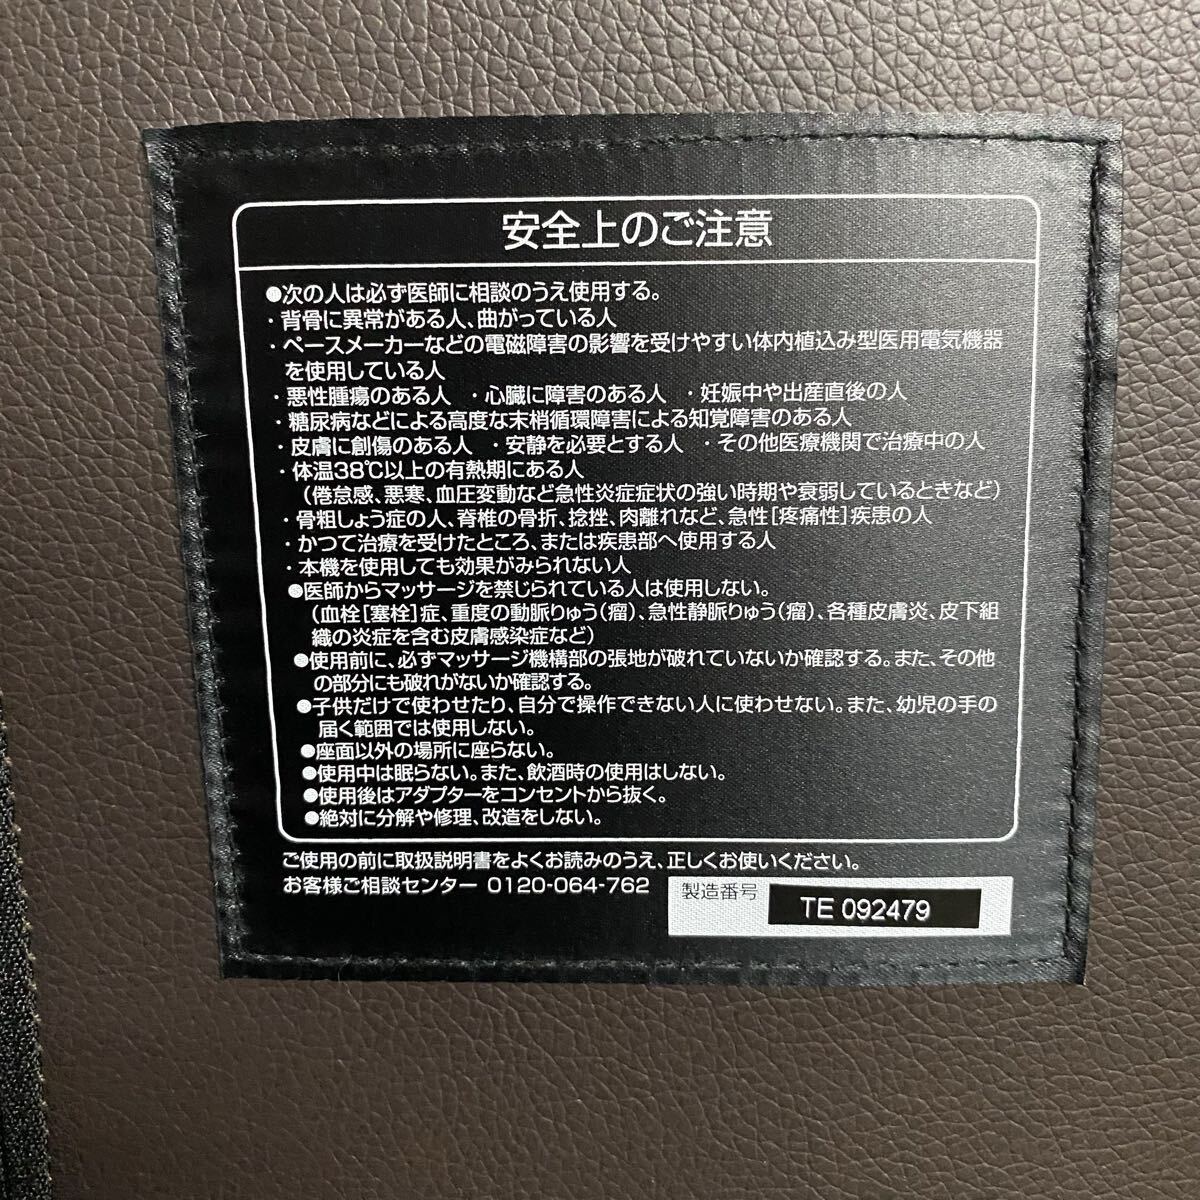 安全上のご注意
●次の人は必ず医師に相談のうえ使用する。
・背骨に異常がある人、曲がっている人
・ペースメーカーなどの電磁障害の影響を受けやすい体内植込み型医用電気機器
を使用している人
・悪性腫瘍のある人 ・心臓に障害のある人 ・妊娠中や出産直後の人
・糖尿病などによる高度な末梢循環障害による知覚障害のある人
・皮膚に創傷のある人 ・安静を必要とする人 ・その他医療機関で治療中の人
・体温38℃以上の有熱期にある人
（倦怠感、悪寒、血圧変動など急性炎症症状の強い時期や衰弱しているときなど）
・骨粗しょう症の人、脊椎の骨折、捻挫、肉離れなど、急性［疼痛性］疾患の人
・かつて治療を受けたところ、または疾患部へ使用する人
・本機を使用しても効果がみられない人
●医師からマッサージを禁じられている人は使用しない。
（血栓［塞栓］症、重度の動脈りゅう（瘤）、急性静脈りゅう（瘤）、各種皮膚炎、皮下組
織の炎症を含む皮膚感染症など）
●使用前に、必ずマッサージ機構部の張地が破れていないか確認する。また、その他
の部分にも破れがないか確認する。
●子供だけで使わせたり、自分で操作できない人に使わせない。また、幼児の手の
届く範囲では使用しない。
●座面以外の場所に座らない。
●使用中は眠らない。また、飲酒時の使用はしない。
●使用後はアダプターをコンセントから抜く。
●絶対に分解や修理、改造をしない。
ご使用の前に取扱説明書をよくお読みのうえ、正しくお使いください。
お客様ご相談センター 0120-064-762
製造番号 TE 092479